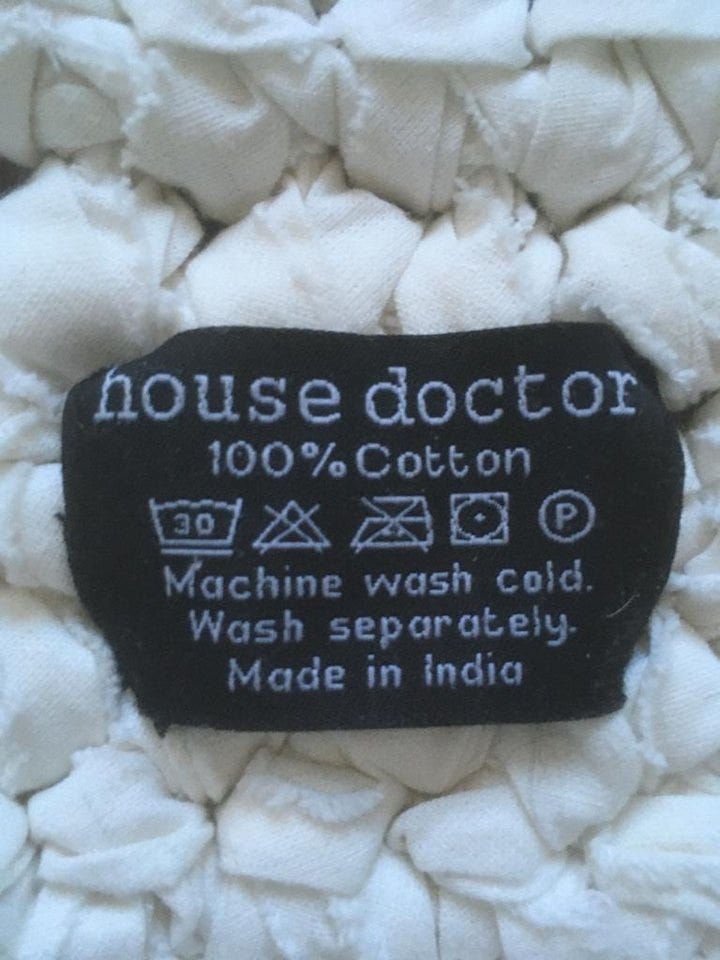 house doctor
100% Cotton
30 P
Machine wash cold.
Wash separately.
Made in India